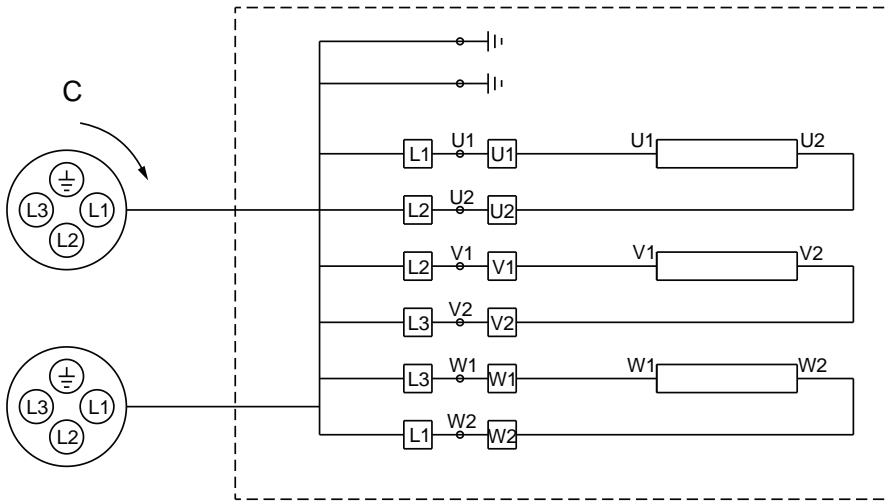 C
L3
L1
L2
L1 U1 U1 U1 U2
L2 U2 U2
L2 V1 V1 V1 V2
L3 V2 V2
L3 W1 W1 W1 W2
L1 W2 W2
L3
L1
L2